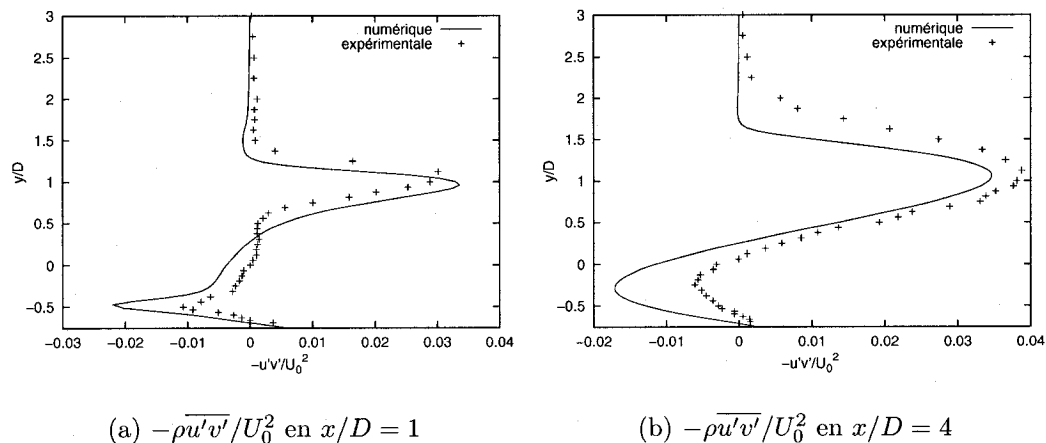 3
2.5
2
1.5
1
0.5
0
-0.5
y/D
numérique
expérimentale
-0.03 -0.02 -0.01 0 0.01 0.02 0.03 0.04
-u'v'/U₀²
3
2.5
2
1.5
1
0.5
0
-0.5
y/D
numérique
expérimentale
-0.02 -0.01 0 0.01 0.02 0.03 0.04
-u'v'/U₀²
(a) −ρu'v'/U₀² en x/D = 1
(b) −ρu'v'/U₀² en x/D = 4